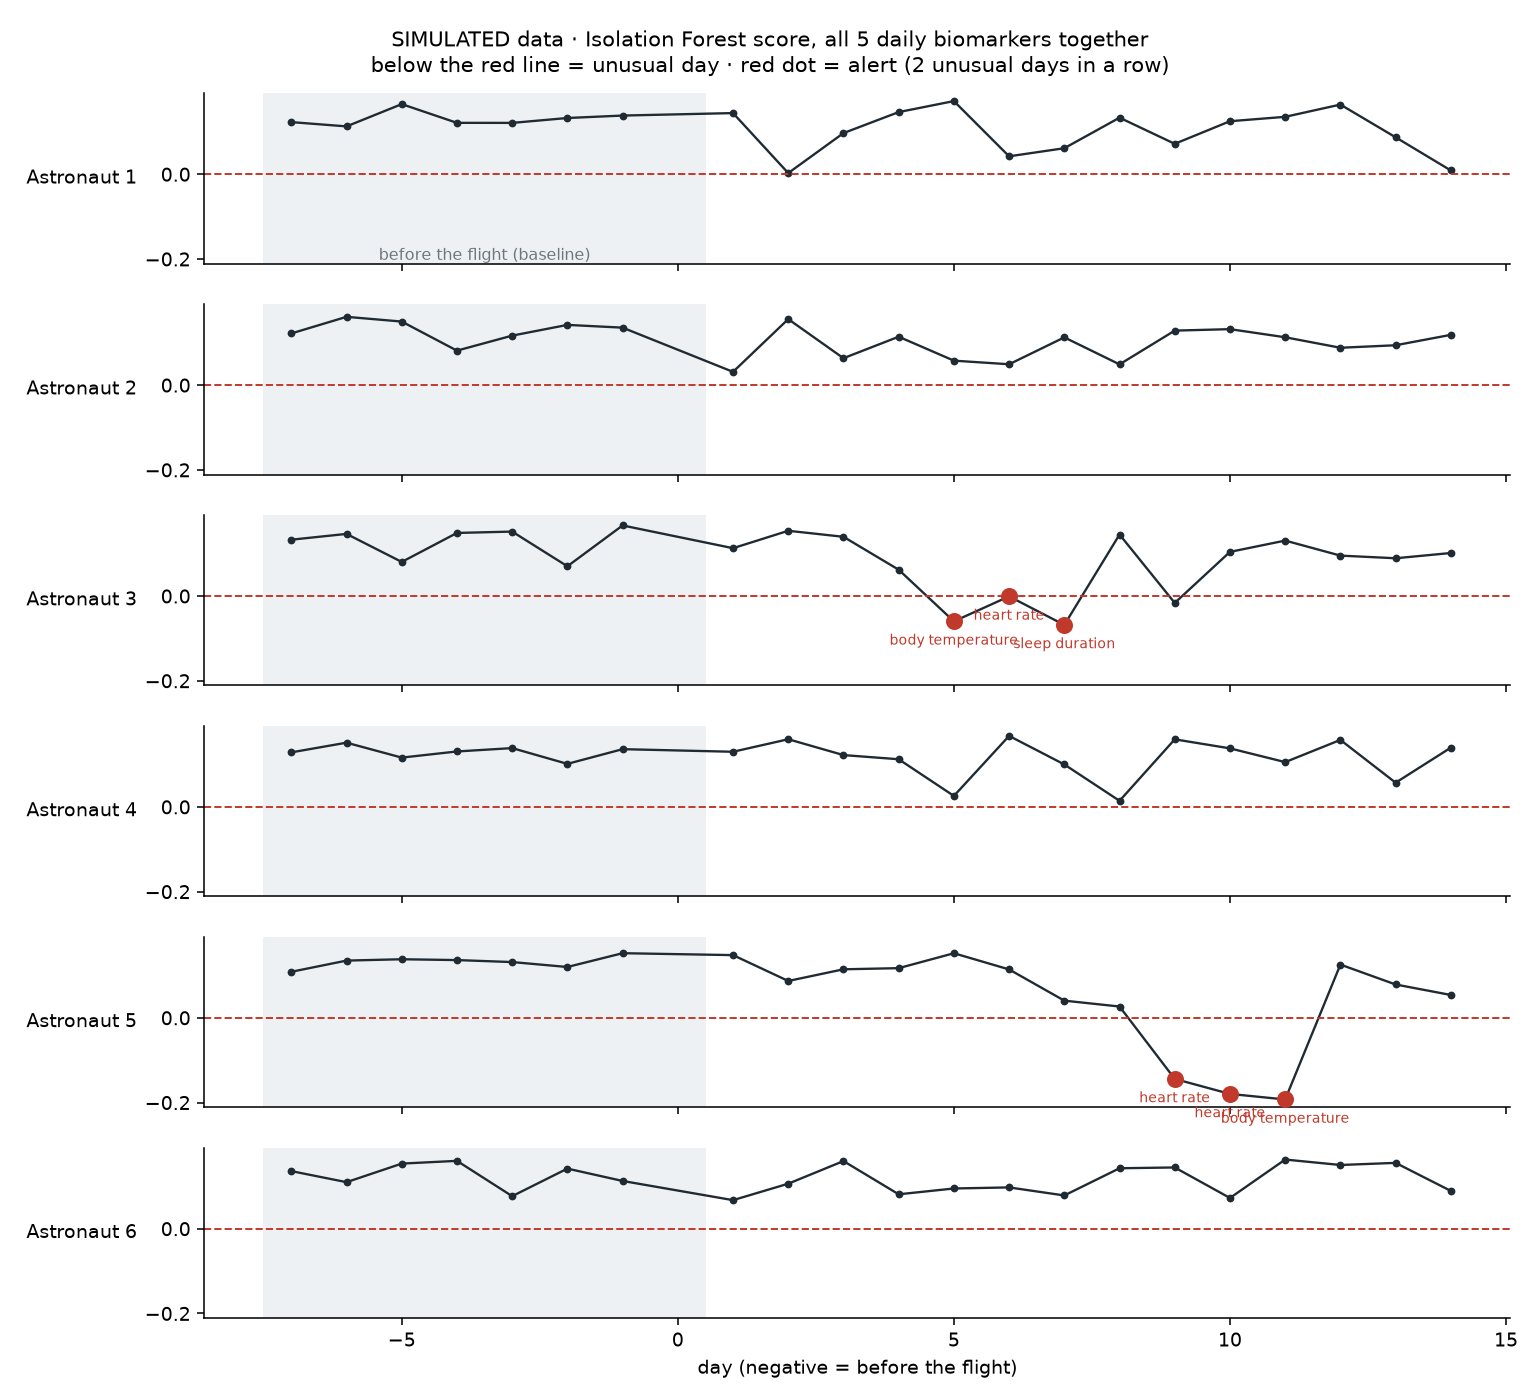 SIMULATED data · Isolation Forest score, all 5 daily biomarkers together
below the red line = unusual day · red dot = alert (2 unusual days in a row)
Astronaut 1
0.0
−0.2
before the flight (baseline)
Astronaut 2
0.0
−0.2
Astronaut 3
0.0
−0.2
heart rate
body temperature
sleep duration
Astronaut 4
0.0
−0.2
Astronaut 5
0.0
−0.2
heart rate
heart rate
body temperature
Astronaut 6
0.0
−0.2
−5 0 5 10 15
day (negative = before the flight)